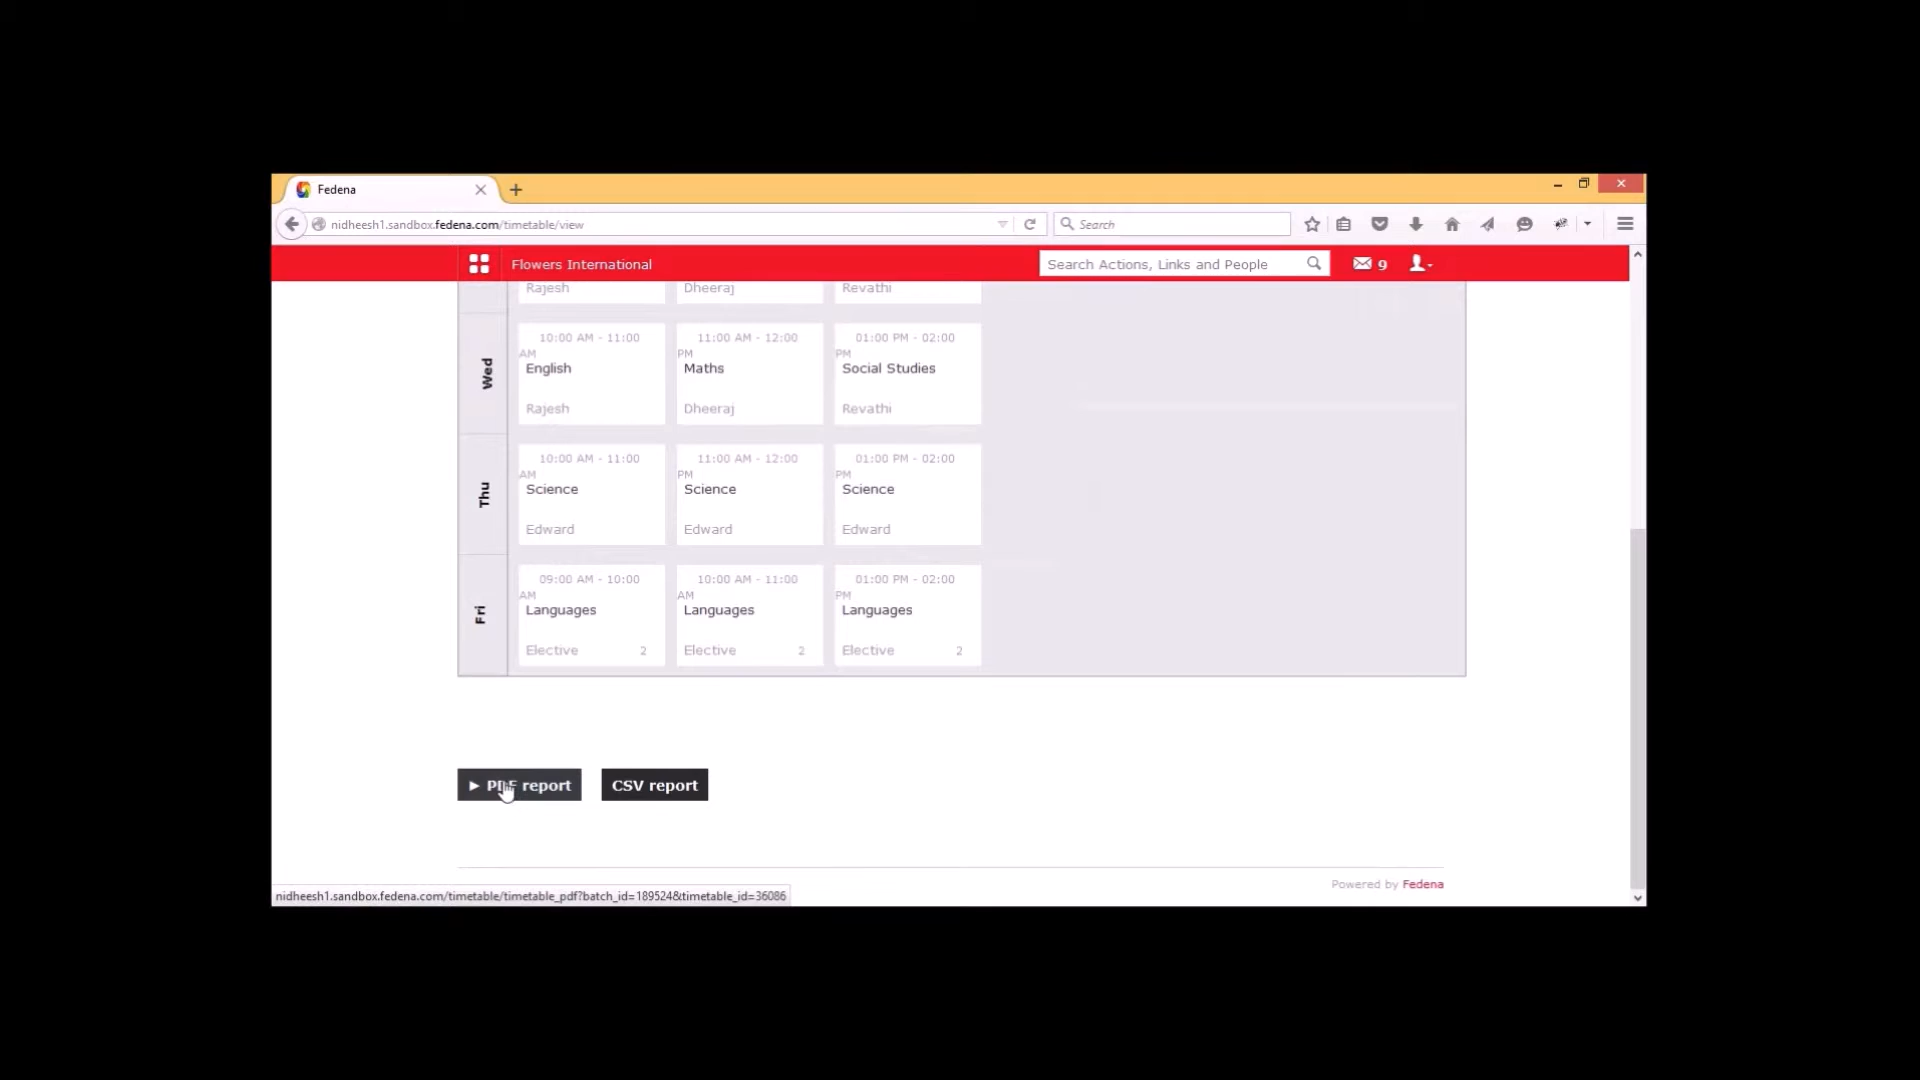 Fedena
nidheesh1.sandbox.fedena.com/timetable/view
Search
Flowers International
Search Actions, Links and People
9
Rajesh Dheeraj Revathi
Wed
10:00 AM - 11:00 AM
English
Rajesh
11:00 AM - 12:00 PM
Maths
Dheeraj
01:00 PM - 02:00 PM
Social Studies
Revathi
Thu
10:00 AM - 11:00 AM
Science
Edward
11:00 AM - 12:00 PM
Science
Edward
01:00 PM - 02:00 PM
Science
Edward
Fri
09:00 AM - 10:00 AM
Languages
Elective 2
10:00 AM - 11:00 AM
Languages
Elective 2
01:00 PM - 02:00 PM
Languages
Elective 2
PDF report
CSV report
Powered by Fedena
nidheesh1.sandbox.fedena.com/timetable/timetable_pdf?batch_id=189524&timetable_id=36086